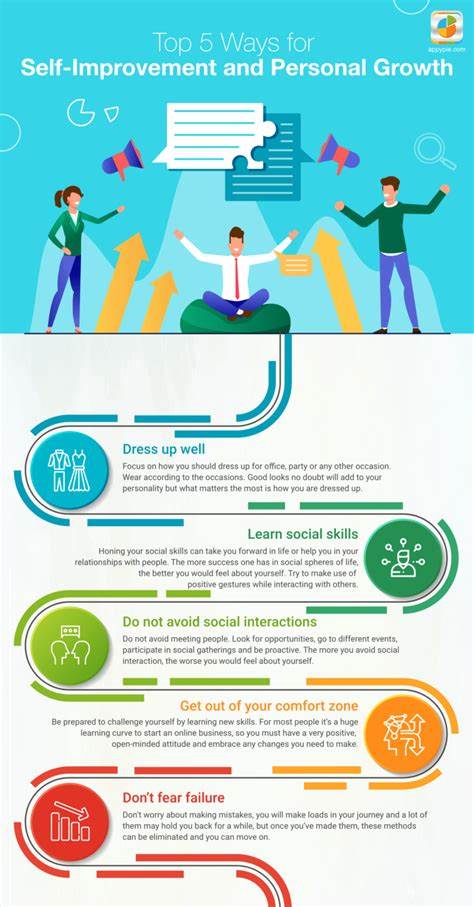 appypie.com
Top 5 Ways for
Self-Improvement and Personal Growth
Dress up well
Focus on how you should dress up for office, party or any other occasion.
Wear according to the occasions. Good looks no doubt will add to your
personality but what matters the most is how you are dressed up.
Learn social skills
Honing your social skills can take you forward in life or help you in your
relationships with people. The more success one has in social spheres of life,
the better you would feel about yourself. Try to make use of
positive gestures while interacting with others.
Do not avoid social interactions
Do not avoid meeting people. Look for opportunities, go to different events,
participate in social gatherings and be proactive. The more you avoid social
interaction, the worse you would feel about yourself.
Get out of your comfort zone
Be prepared to challenge yourself by learning new skills. For most people it's a huge
learning curve to start an online business, so you must have a very positive,
open-minded attitude and embrace any changes you need to make.
Don't fear failure
Don't worry about making mistakes, you will make loads in your journey and a lot of
them may hold you back for a while, but once you've made them, these methods
can be eliminated and you can move on.